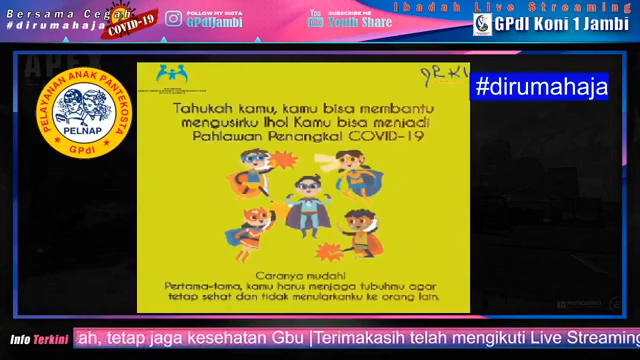 Bersama Cegah
#dirumahaja
COVID-19
FOLLOW MY INSTA
GPdIJambi
SUBSCRIBE ME
Youth Share
Ibadah Live Streaming
GPdI Koni 1 Jambi
#dirumahaja
PELAYANAN ANAK PANTEKOSTA
PELNAP
GPdI
Tahukah kamu, kamu bisa membantu
mengusirku lho! Kamu bisa menjadi
Pahlawan Penangkal COVID-19
Caranya mudah!
Pertama-tama, kamu harus menjaga tubuhmu agar
tetap sehat dan tidak menularkanku ke orang lain.
Info Terkini
ah, tetap jaga kesehatan Gbu |Terimakasih telah mengikuti Live Streaming